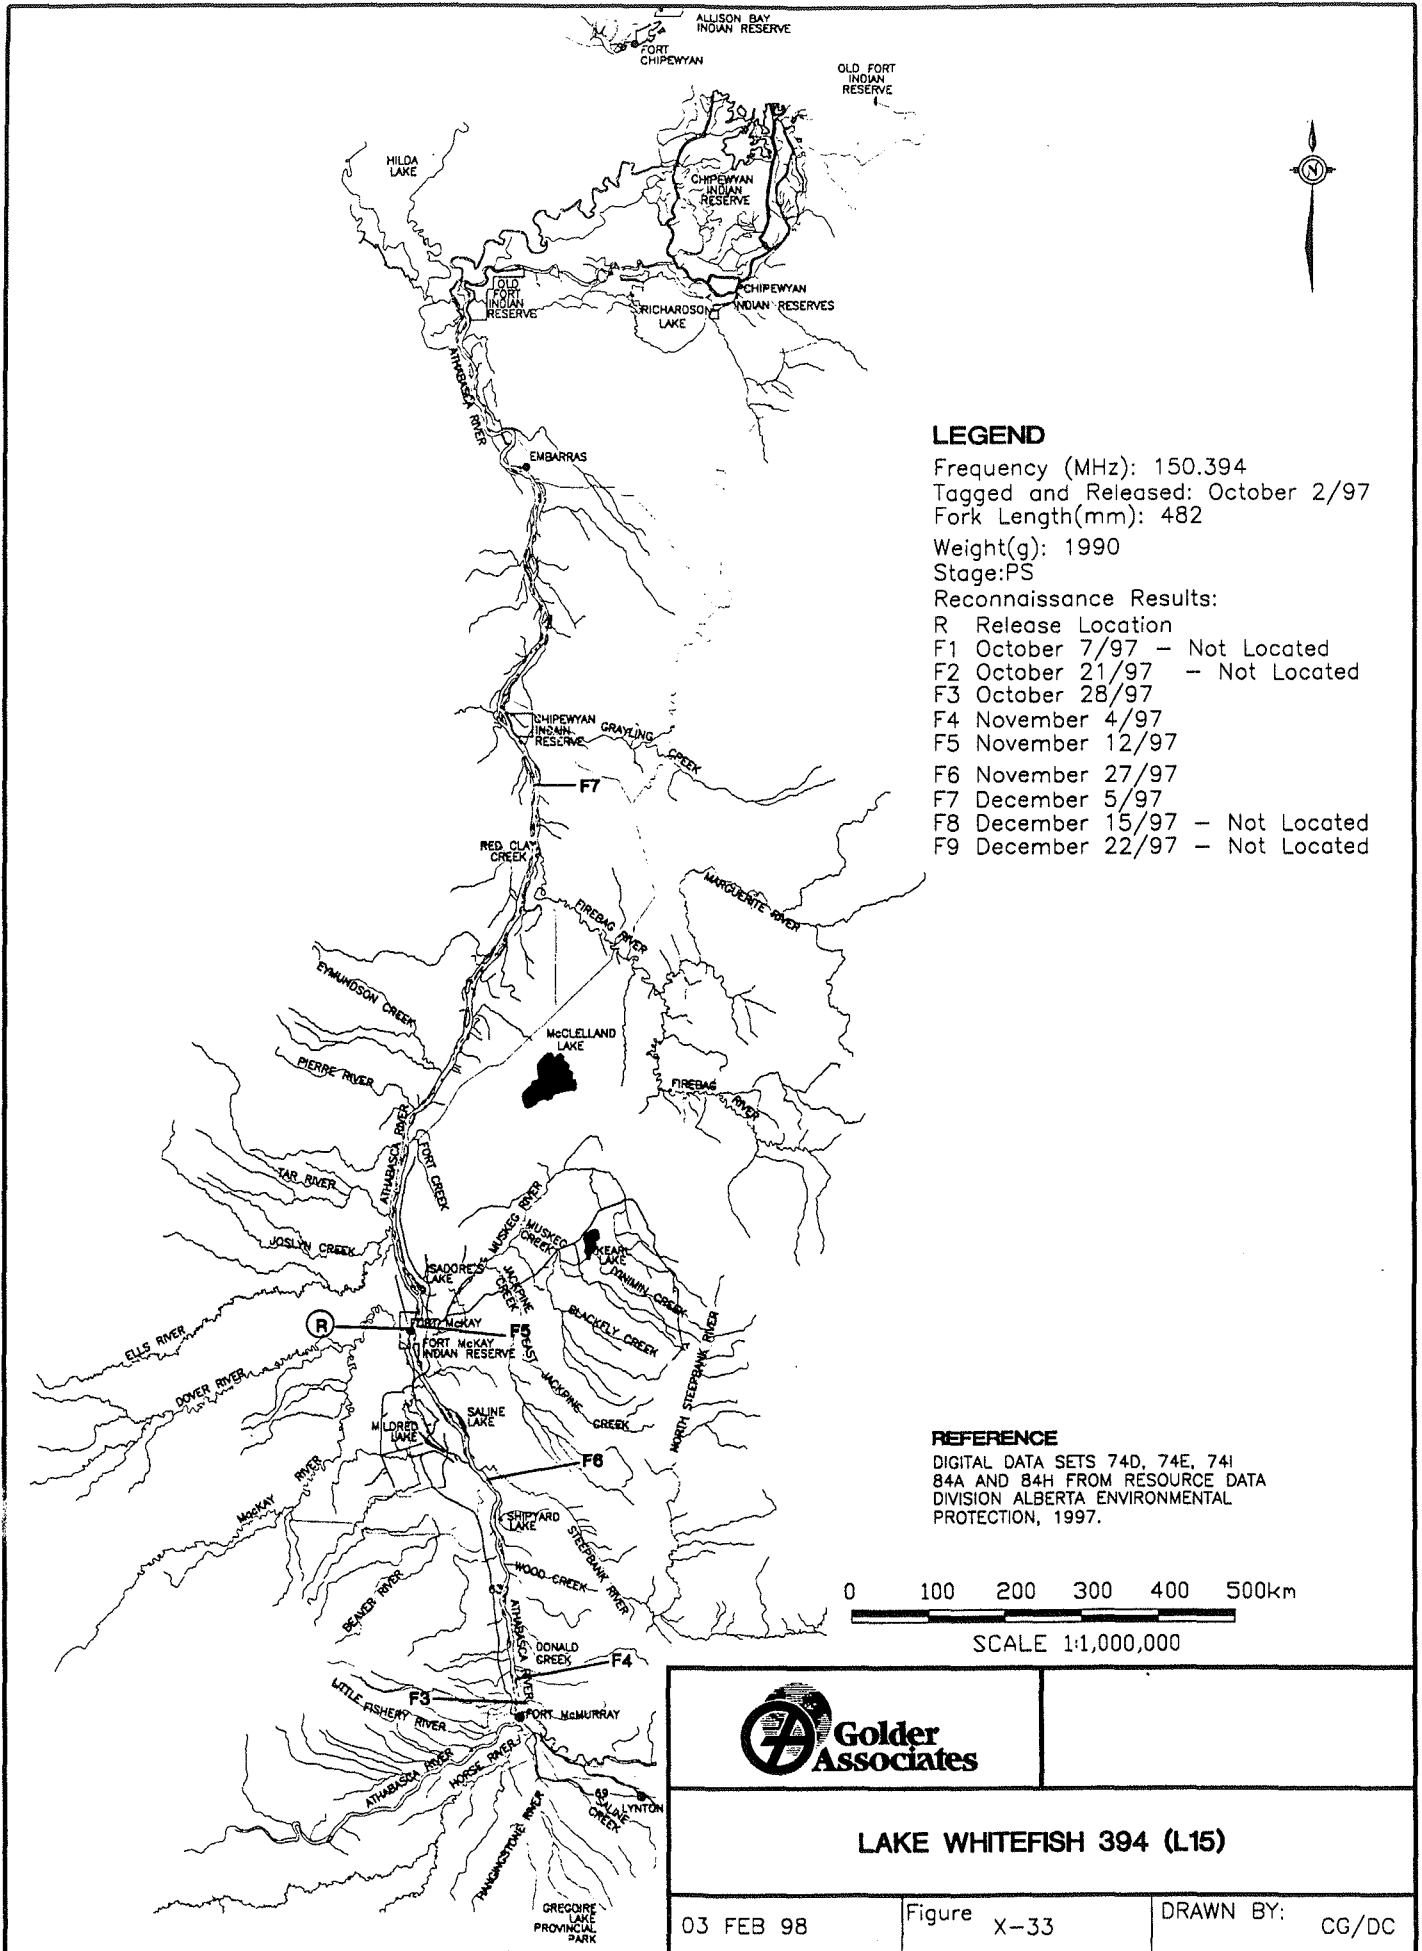 ALLISON BAY
INDIAN RESERVE
FORT
CHIPEWYAN
OLD FORT
INDIAN
RESERVE
HILDA
LAKE
N
CHIPEWYAN
INDIAN
RESERVE
OLD
FORT
INDIAN
RESERVE
CHIPEWYAN
INDIAN RESERVES
RICHARDSON
LAKE
ATHABASCA RIVER
EMBARRAS
LEGEND
Frequency (MHz): 150.394
Tagged and Released: October 2/97
Fork Length(mm): 482
Weight(g): 1990
Stage:PS
Reconnaissance Results:
R Release Location
F1 October 7/97 – Not Located
F2 October 21/97 – Not Located
F3 October 28/97
F4 November 4/97
F5 November 12/97
F6 November 27/97
F7 December 5/97
F8 December 15/97 – Not Located
F9 December 22/97 – Not Located
CHIPEWYAN
INDIAN
RESERVE
GRAYLING
CREEK
F7
RED CLAY
CREEK
MARGUERITE RIVER
FIREBAG RIVER
EYMUNDSON CREEK
McCLELLAND
LAKE
PIERRE RIVER
FIREBAG RIVER
ATHABASCA RIVER
FORT CREEK
TAR RIVER
MUSKEG RIVER
MUSKEG
CREEK
JOSLYN CREEK
KEARL
LAKE
ISADORE'S
LAKE
JACKPINE
CREEK
IYINIMIN CREEK
R
FORT McKAY
F5
BLACKFLY CREEK
FORT McKAY
INDIAN RESERVE
EAST JACKPINE CREEK
ELLS RIVER
DOVER RIVER
NORTH STEEPBANK RIVER
SALINE
LAKE
MILDRED
LAKE
F6
McKAY RIVER
SHIPYARD
LAKE
STEEPBANK RIVER
WOOD CREEK
BEAVER RIVER
63
ATHABASCA RIVER
DONALD
CREEK
F4
F3
LITTLE FISHERY RIVER
FORT McMURRAY
ATHABASCA RIVER
HORSE RIVER
69
SALINE
CREEK
LYNTON
HANGINGSTONE RIVER
GREGOIRE
LAKE
PROVINCIAL
PARK
REFERENCE
DIGITAL DATA SETS 74D, 74E, 74I
84A AND 84H FROM RESOURCE DATA
DIVISION ALBERTA ENVIRONMENTAL
PROTECTION, 1997.
0 100 200 300 400 500km
SCALE 1:1,000,000
Golder
Associates
LAKE WHITEFISH 394 (L15)
03 FEB 98
Figure X-33
DRAWN BY: CG/DC